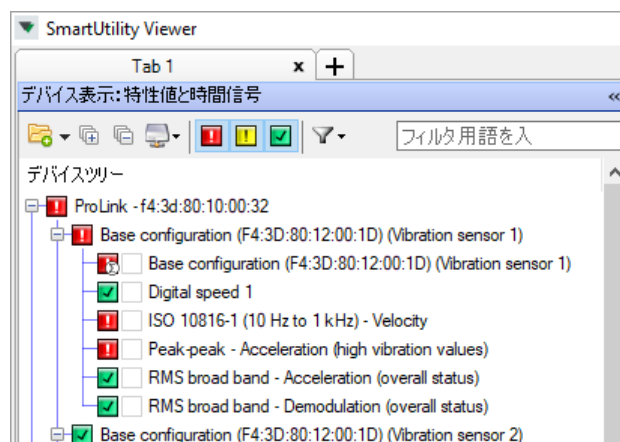 SmartUtility Viewer
Tab 1
デバイス表示:特性値と時間信号
フィルタ用語を入
デバイスツリー
ProLink - f4:3d:80:10:00:32
Base configuration (F4:3D:80:12:00:1D) (Vibration sensor 1)
Base configuration (F4:3D:80:12:00:1D) (Vibration sensor 1)
Digital speed 1
ISO 10816-1 (10 Hz to 1 kHz) - Velocity
Peak-peak - Acceleration (high vibration values)
RMS broad band - Acceleration (overall status)
RMS broad band - Demodulation (overall status)
Base configuration (F4:3D:80:12:00:1D) (Vibration sensor 2)